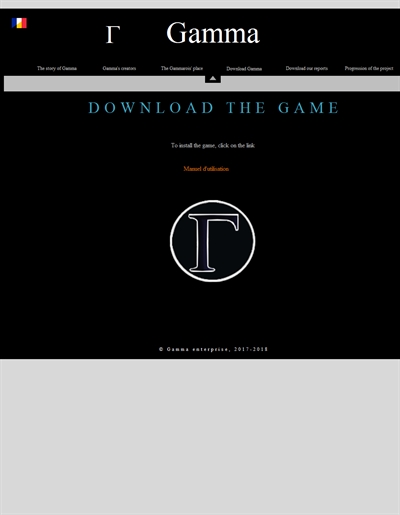 Γ Gamma
The story of Gamma Gamma's creators The Gammarois' place Download Gamma Download our reports Progression of the project
DOWNLOAD THE GAME
To install the game, click on the link
Manuel d'utilisation
Γ
© Gamma enterprise, 2017-2018